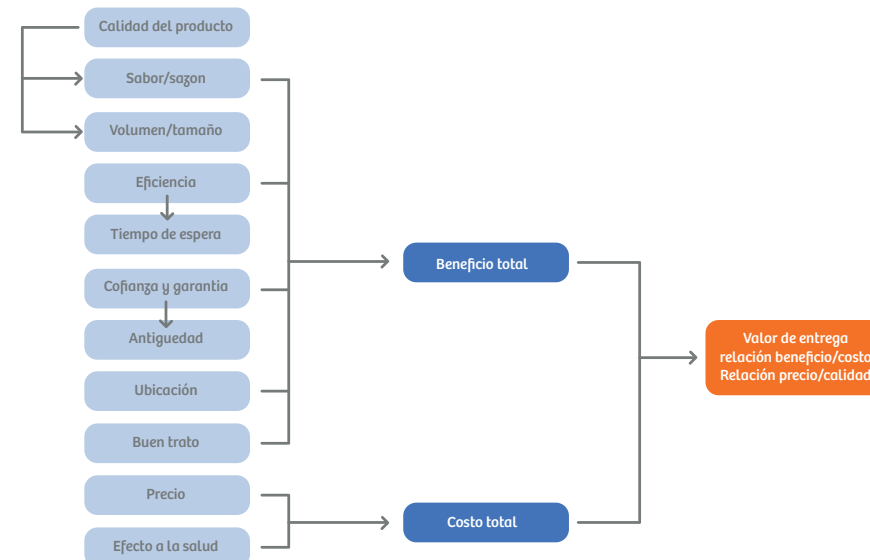 Calidad del producto
Sabor/sazon
Volumen/tamaño
Eficiencia
Tiempo de espera
Cofianza y garantia
Antiguedad
Ubicación
Buen trato
Precio
Efecto a la salud
Beneficio total
Costo total
Valor de entrega
relación beneficio/costo
Relación precio/calidad